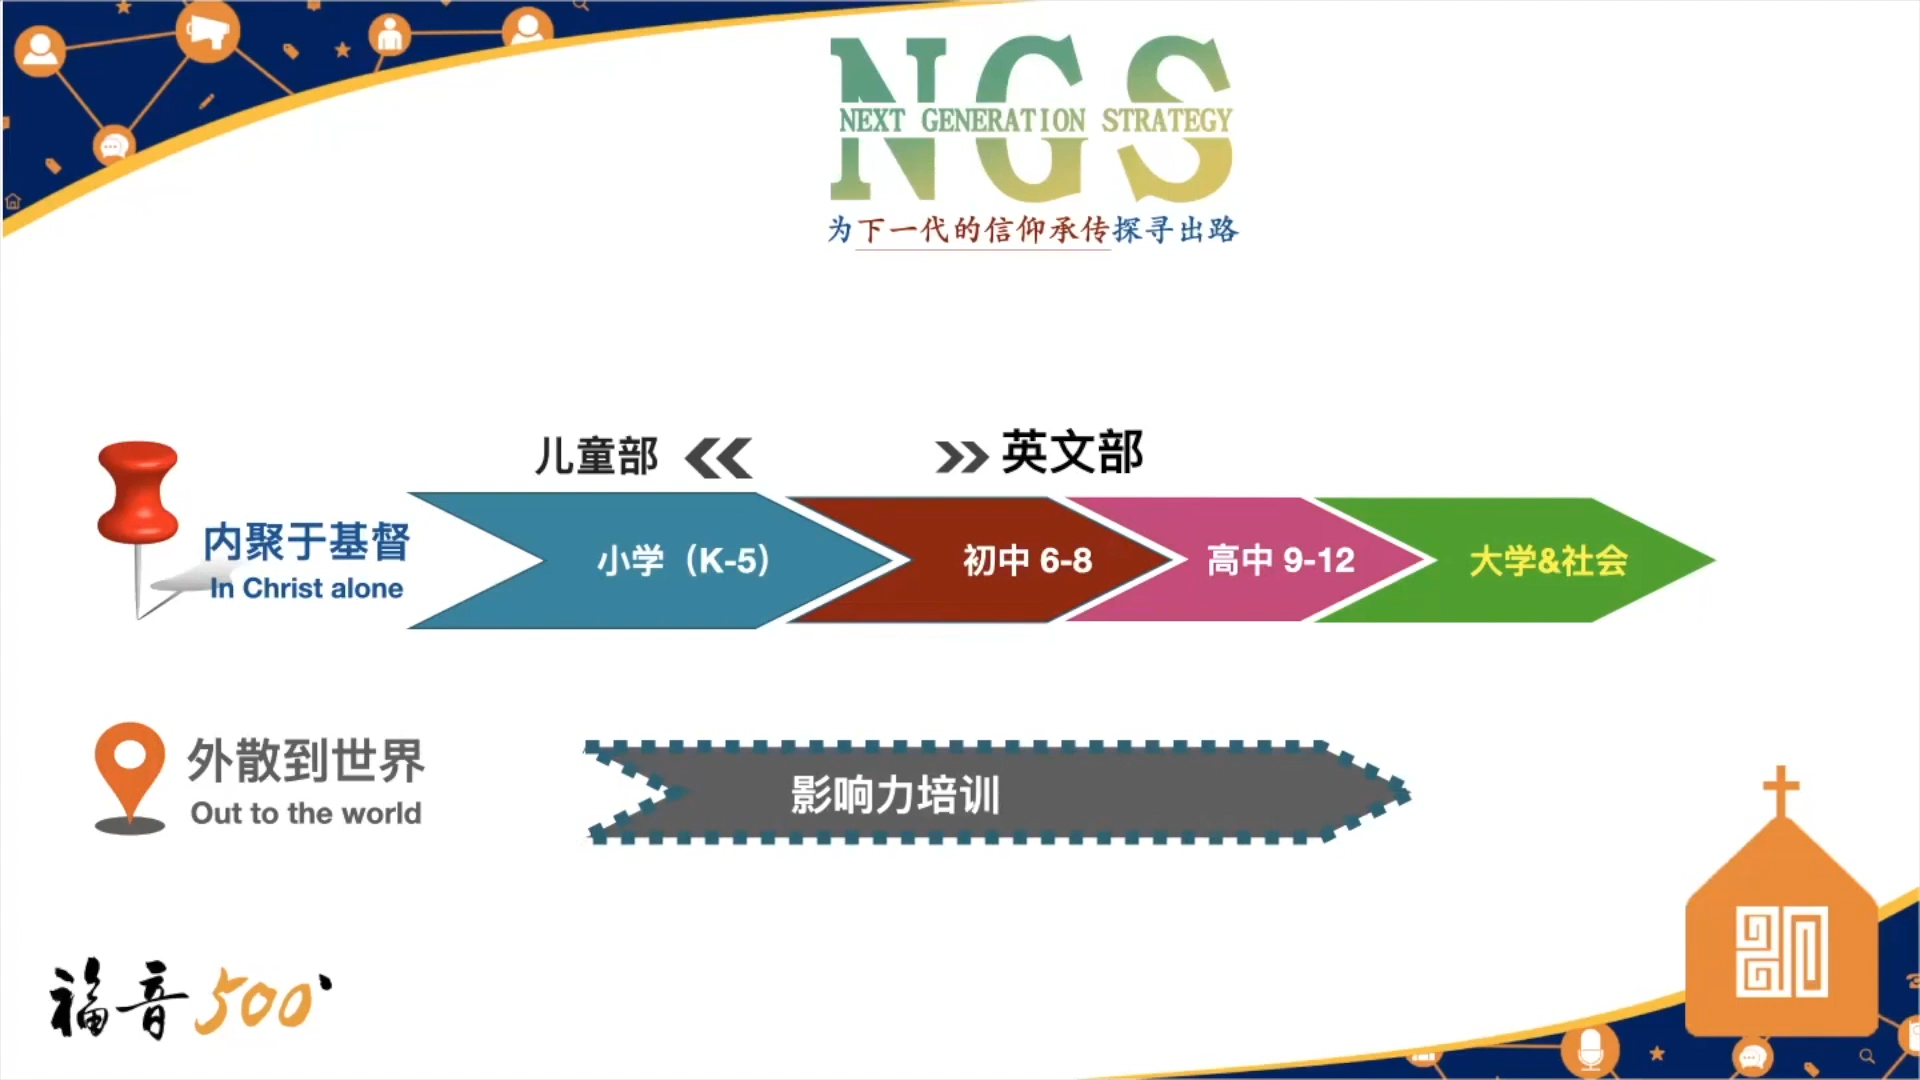 NGS
NEXT GENERATION STRATEGY
为下一代的信仰承传探寻出路
儿童部
英文部
内聚于基督
In Christ alone
小学（K-5）
初中 6-8
高中 9-12
大学&社会
外散到世界
Out to the world
影响力培训
福音500